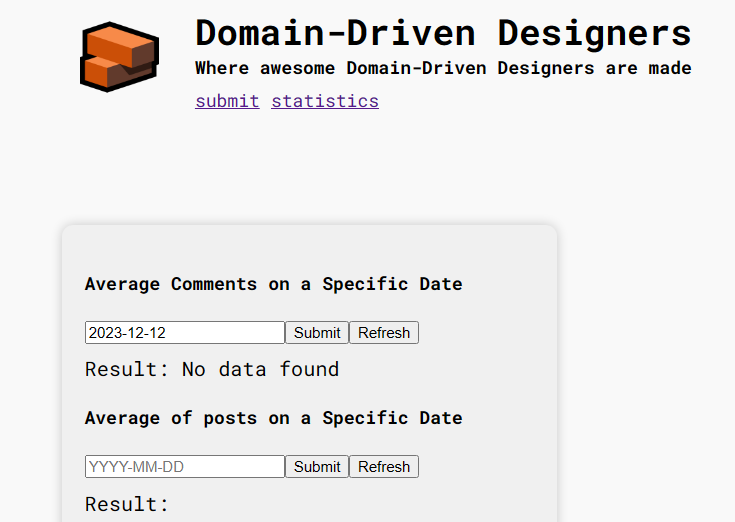 Domain-Driven Designers
Where awesome Domain-Driven Designers are made
submit statistics
Average Comments on a Specific Date
2023-12-12 Submit Refresh
Result: No data found
Average of posts on a Specific Date
YYYY-MM-DD Submit Refresh
Result: